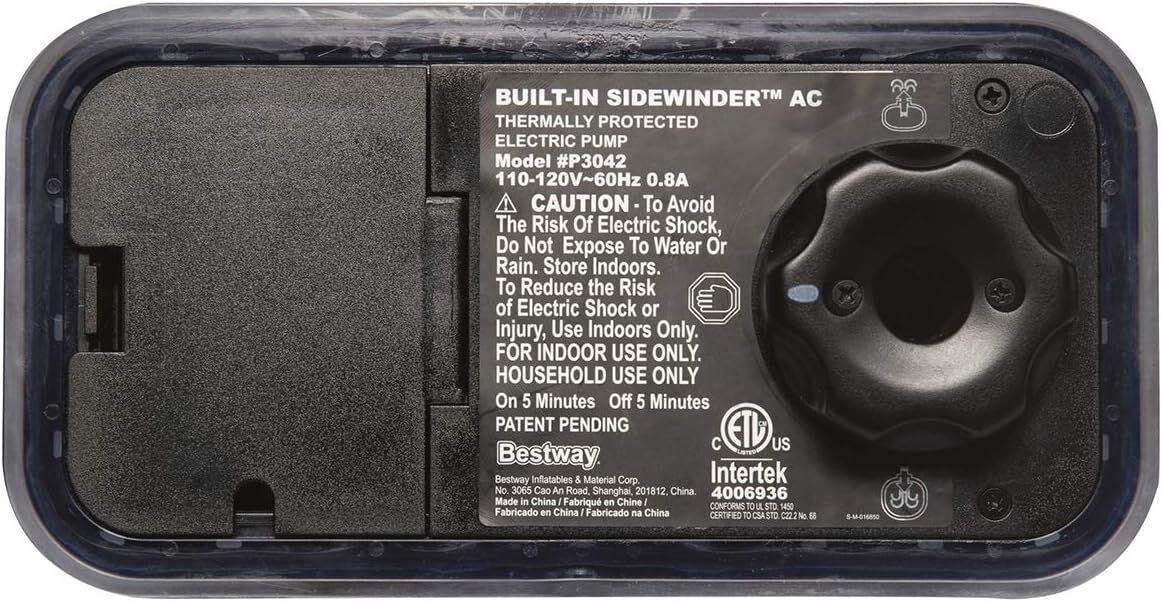 BUILT-IN SIDEWINDER™ AC
THERMALLY PROTECTED
ELECTRIC PUMP
Model #P3042
110-120V~60Hz 0.8A
⚠ CAUTION - To Avoid
The Risk Of Electric Shock,
Do Not Expose To Water Or
Rain. Store Indoors.
To Reduce the Risk
of Electric Shock or
Injury, Use Indoors Only.
FOR INDOOR USE ONLY.
HOUSEHOLD USE ONLY
On 5 Minutes Off 5 Minutes
PATENT PENDING
Bestway
Bestway Inflatables & Material Corp.
No. 3065 Cao An Road, Shanghai, 201812, China.
Made in China / Fabriqué en Chine /
Fabricado en China / Fabricado na China
C ETL CM US
LISTED
Intertek
4006936
CONFORMS TO UL STD. 1450
CERTIFIED TO CSA STD. C22.2 No. 68
S-M-016850